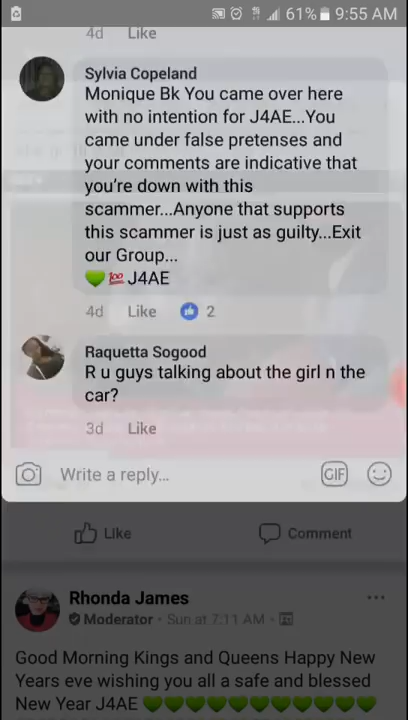 61% 9:55 AM
4d Like
Sylvia Copeland
Monique Bk You came over here
with no intention for J4AE...You
came under false pretenses and
your comments are indicative that
you're down with this
scammer...Anyone that supports
this scammer is just as guilty...Exit
our Group...
💚💯J4AE
4d Like 2
Raquetta Sogood
R u guys talking about the girl n the
car?
3d Like
Write a reply...
GIF
Like Comment
Rhonda James
Moderator · Sun at 7:11 AM ·
Good Morning Kings and Queens Happy New
Years eve wishing you all a safe and blessed
New Year J4AE 💚💚💚💚💚💚💚💚💚💚